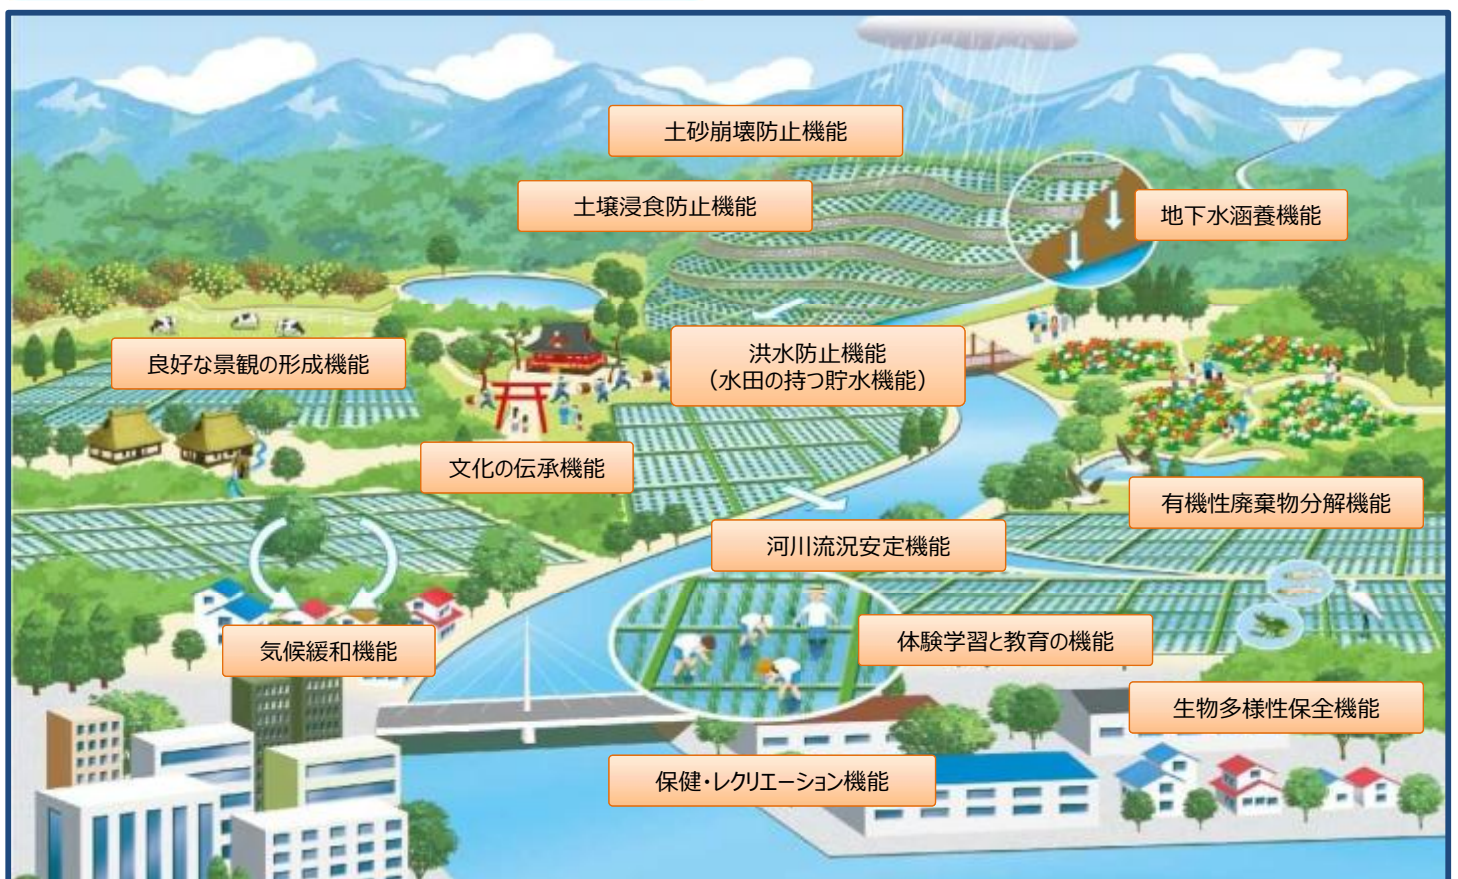 土砂崩壊防止機能
土壌浸食防止機能
地下水涵養機能
良好な景観の形成機能
洪水防止機能
（水田の持つ貯水機能）
文化の伝承機能
有機性廃棄物分解機能
河川流況安定機能
体験学習と教育の機能
気候緩和機能
生物多様性保全機能
保健・レクリエーション機能